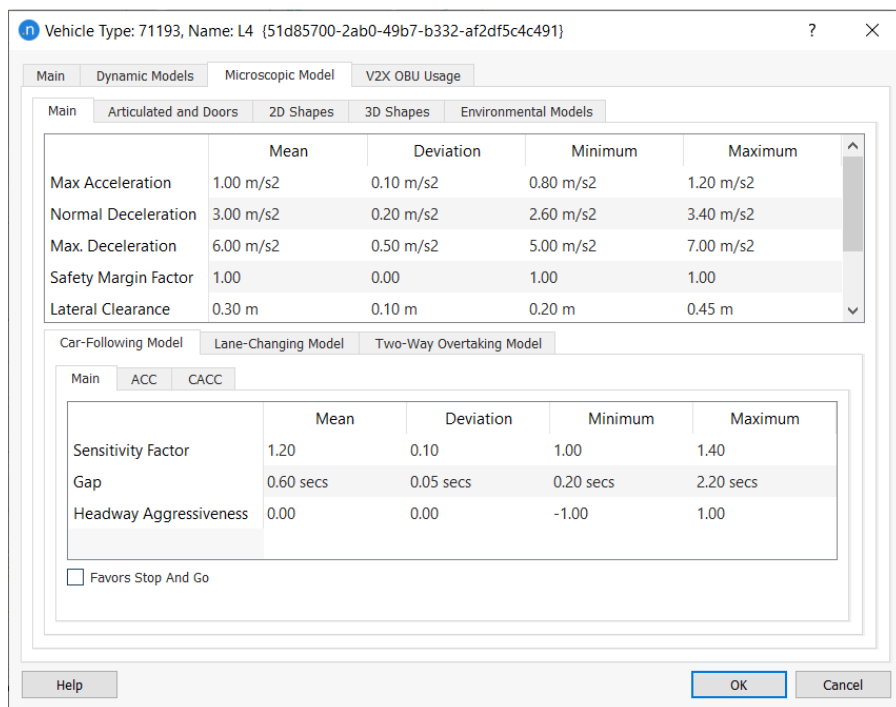 .n Vehicle Type: 71193, Name: L4 {51d85700-2ab0-49b7-b332-af2df5c4c491} ?
Main Dynamic Models Microscopic Model V2X OBU Usage
Main Articulated and Doors 2D Shapes 3D Shapes Environmental Models
Mean Deviation Minimum Maximum
Max Acceleration 1.00 m/s2 0.10 m/s2 0.80 m/s2 1.20 m/s2
Normal Deceleration 3.00 m/s2 0.20 m/s2 2.60 m/s2 3.40 m/s2
Max. Deceleration 6.00 m/s2 0.50 m/s2 5.00 m/s2 7.00 m/s2
Safety Margin Factor 1.00 0.00 1.00 1.00
Lateral Clearance 0.30 m 0.10 m 0.20 m 0.45 m
Car-Following Model Lane-Changing Model Two-Way Overtaking Model
Main ACC CACC
Mean Deviation Minimum Maximum
Sensitivity Factor 1.20 0.10 1.00 1.40
Gap 0.60 secs 0.05 secs 0.20 secs 2.20 secs
Headway Aggressiveness 0.00 0.00 -1.00 1.00
Favors Stop And Go
Help OK Cancel